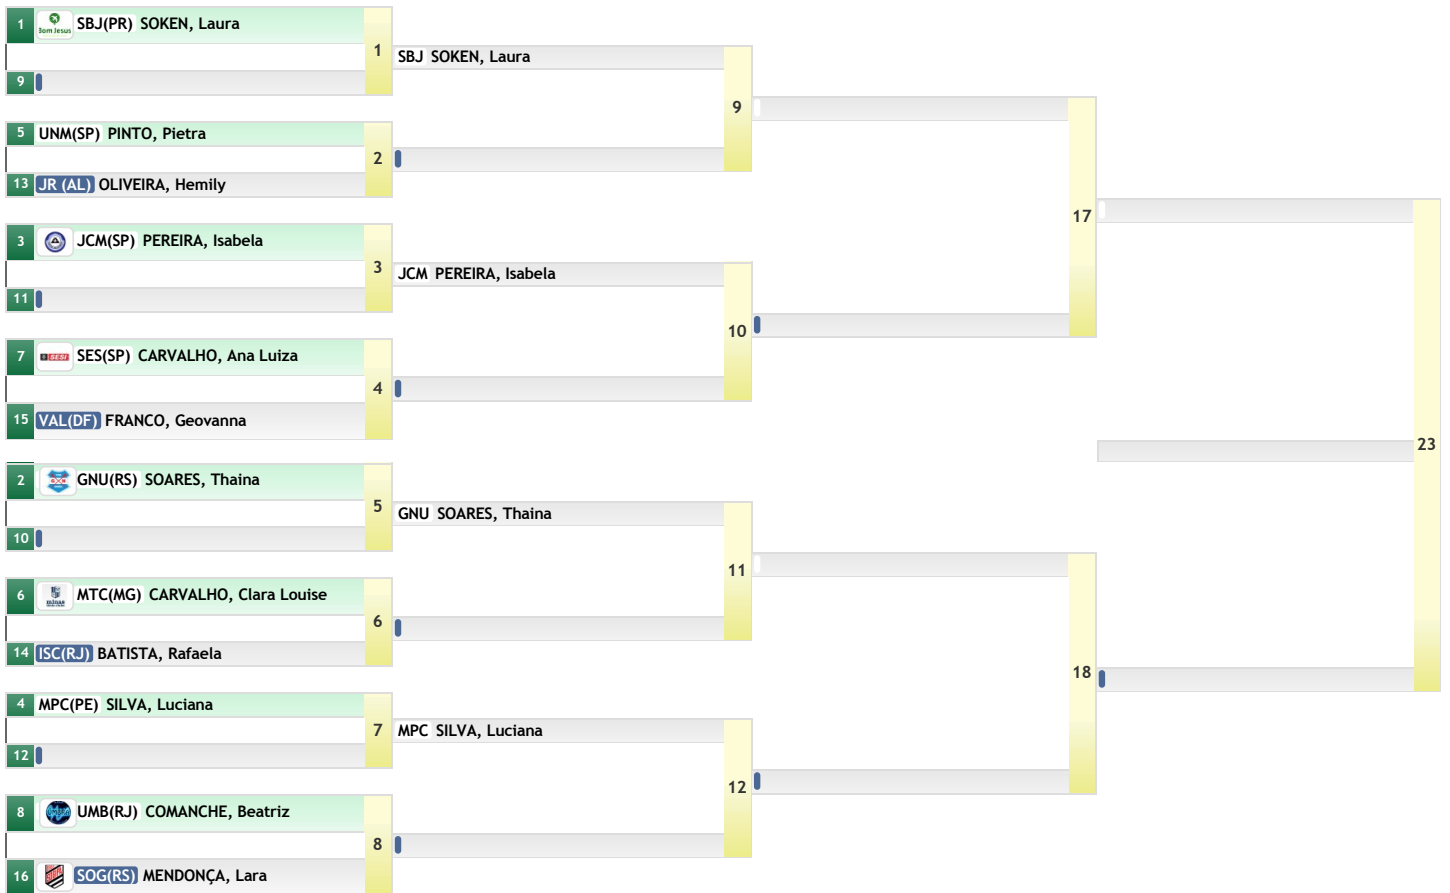 1 Bom Jesus SBJ(PR) SOKEN, Laura
1
SBJ SOKEN, Laura
9
9
5 UNM(SP) PINTO, Pietra
2
13 JR (AL) OLIVEIRA, Hemily
3 JCM(SP) PEREIRA, Isabela
3
JCM PEREIRA, Isabela
11
10
7 SESI SES(SP) CARVALHO, Ana Luiza
4
15 VAL(DF) FRANCO, Geovanna
17
2 GNU(RS) SOARES, Thaina
5
GNU SOARES, Thaina
10
11
6 minas MTC(MG) CARVALHO, Clara Louise
6
14 ISC(RJ) BATISTA, Rafaela
4 MPC(PE) SILVA, Luciana
7
MPC SILVA, Luciana
12
12
8 UMB(RJ) COMANCHE, Beatriz
8
16 SOG(RS) MENDONÇA, Lara
18
23